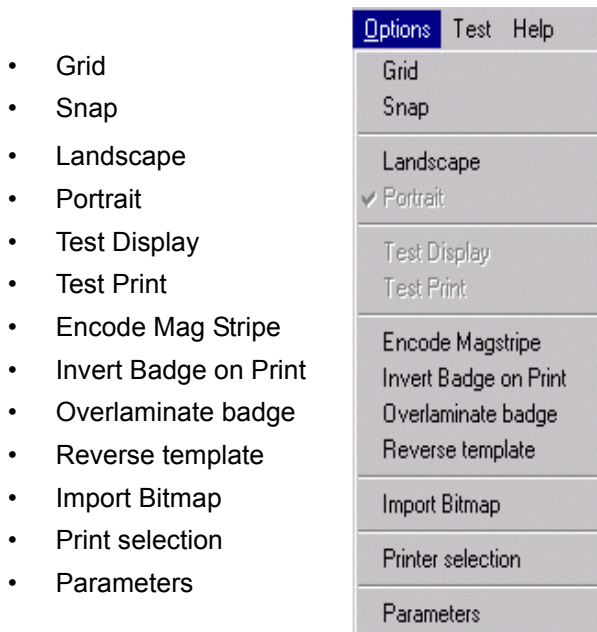 • Grid
• Snap
• Landscape
• Portrait
• Test Display
• Test Print
• Encode Mag Stripe
• Invert Badge on Print
• Overlaminate badge
• Reverse template
• Import Bitmap
• Print selection
• Parameters
Options Test Help
Grid
Snap
Landscape
✓ Portrait
Test Display
Test Print
Encode Magstripe
Invert Badge on Print
Overlaminate badge
Reverse template
Import Bitmap
Printer selection
Parameters